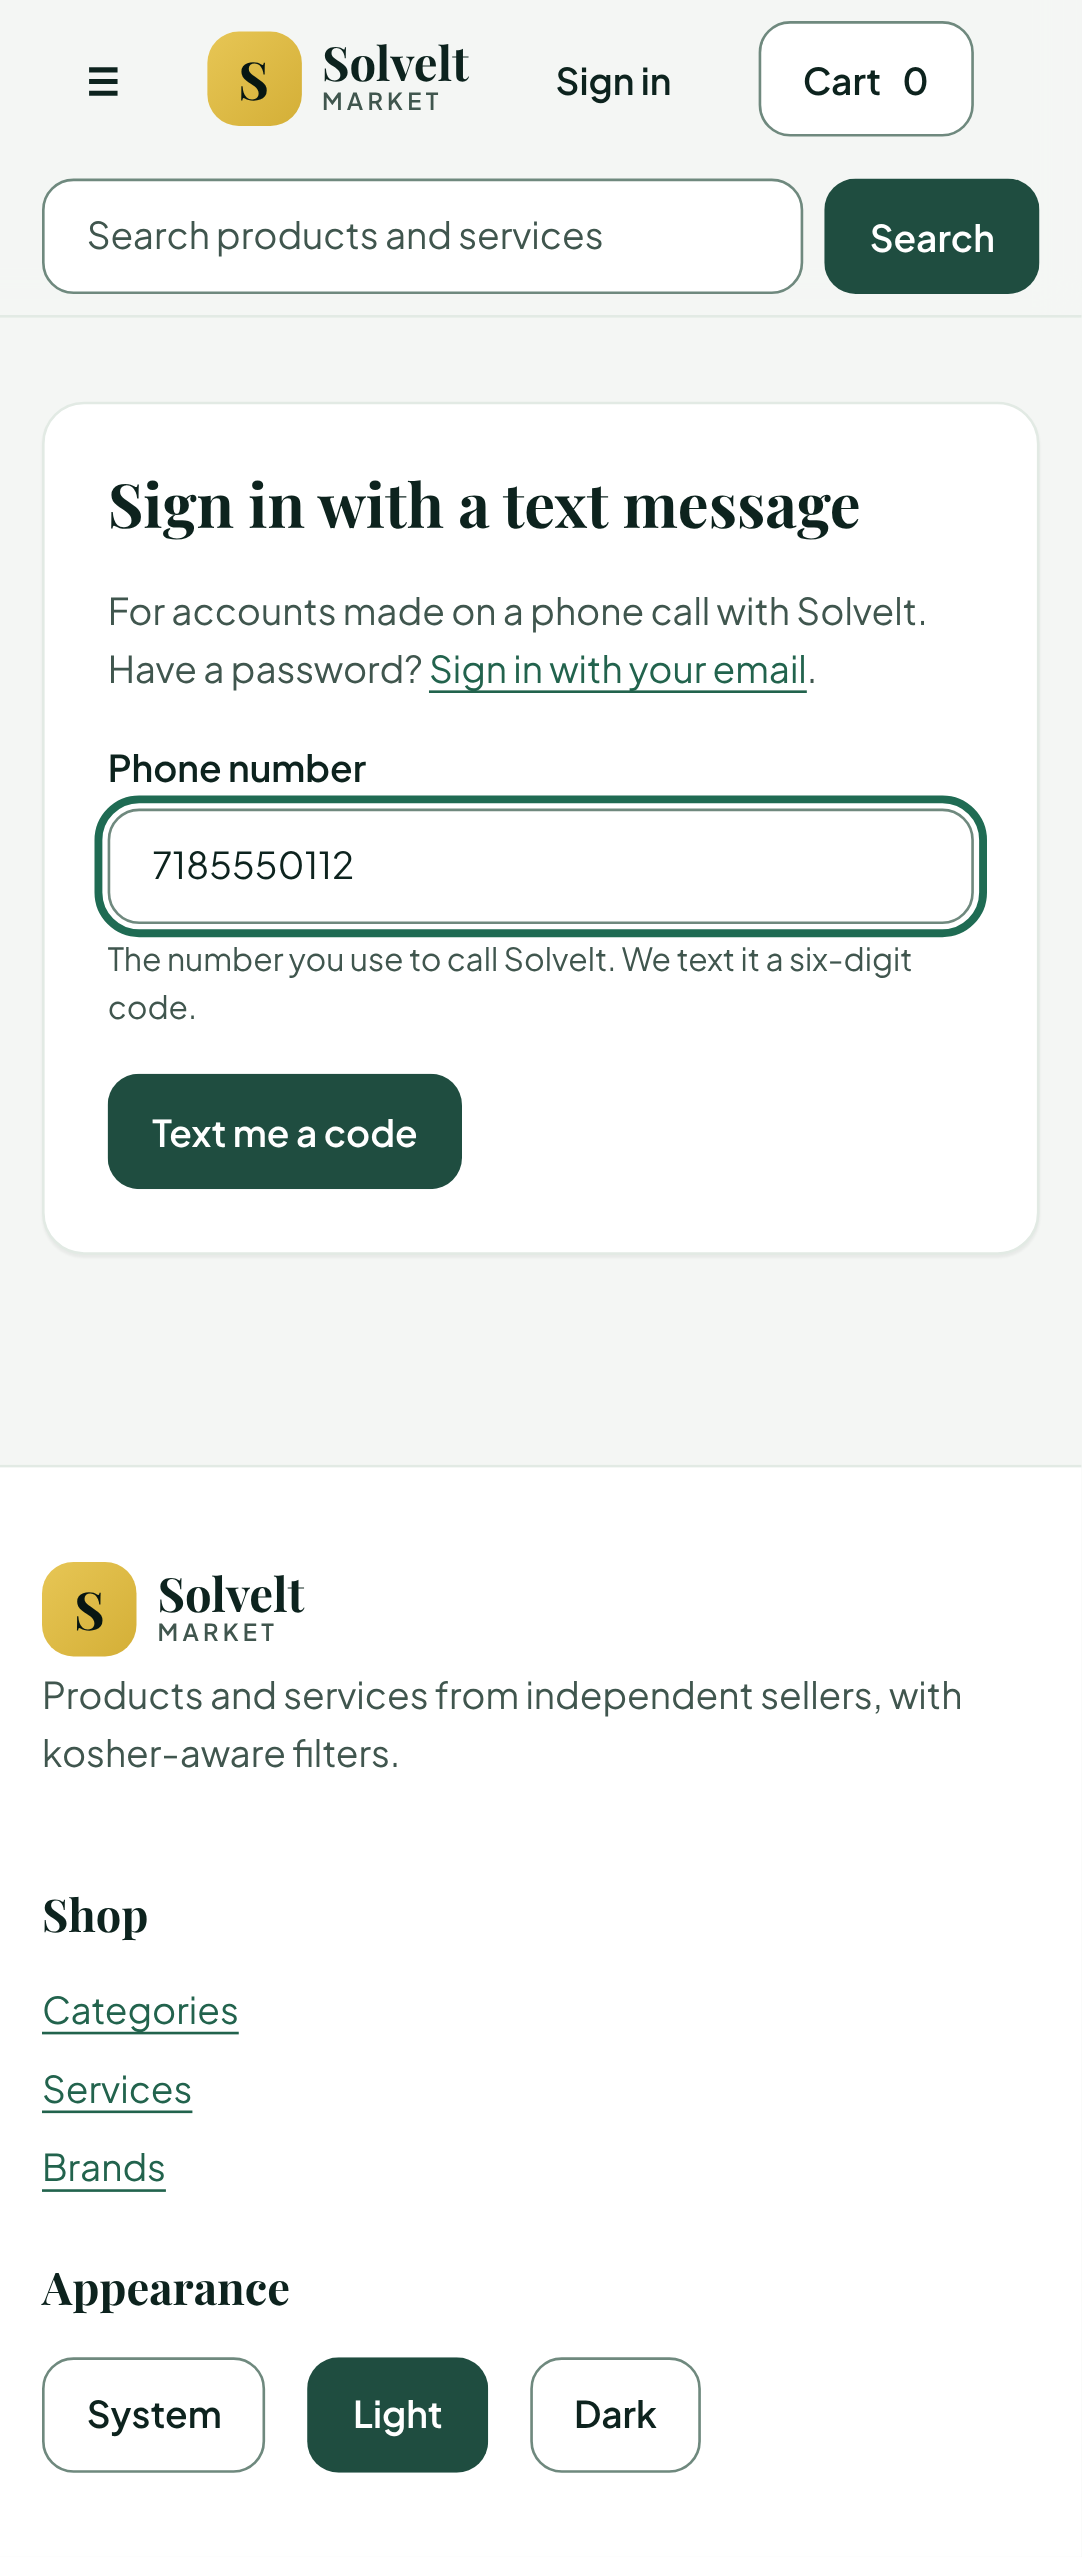 S
Solvelt
MARKET
Sign in
Cart 0
Search products and services
Search
Sign in with a text message
For accounts made on a phone call with Solvelt.
Have a password? Sign in with your email.
Phone number
7185550112
The number you use to call Solvelt. We text it a six-digit
code.
Text me a code
S
Solvelt
MARKET
Products and services from independent sellers, with
kosher-aware filters.
Shop
Categories
Services
Brands
Appearance
System
Light
Dark